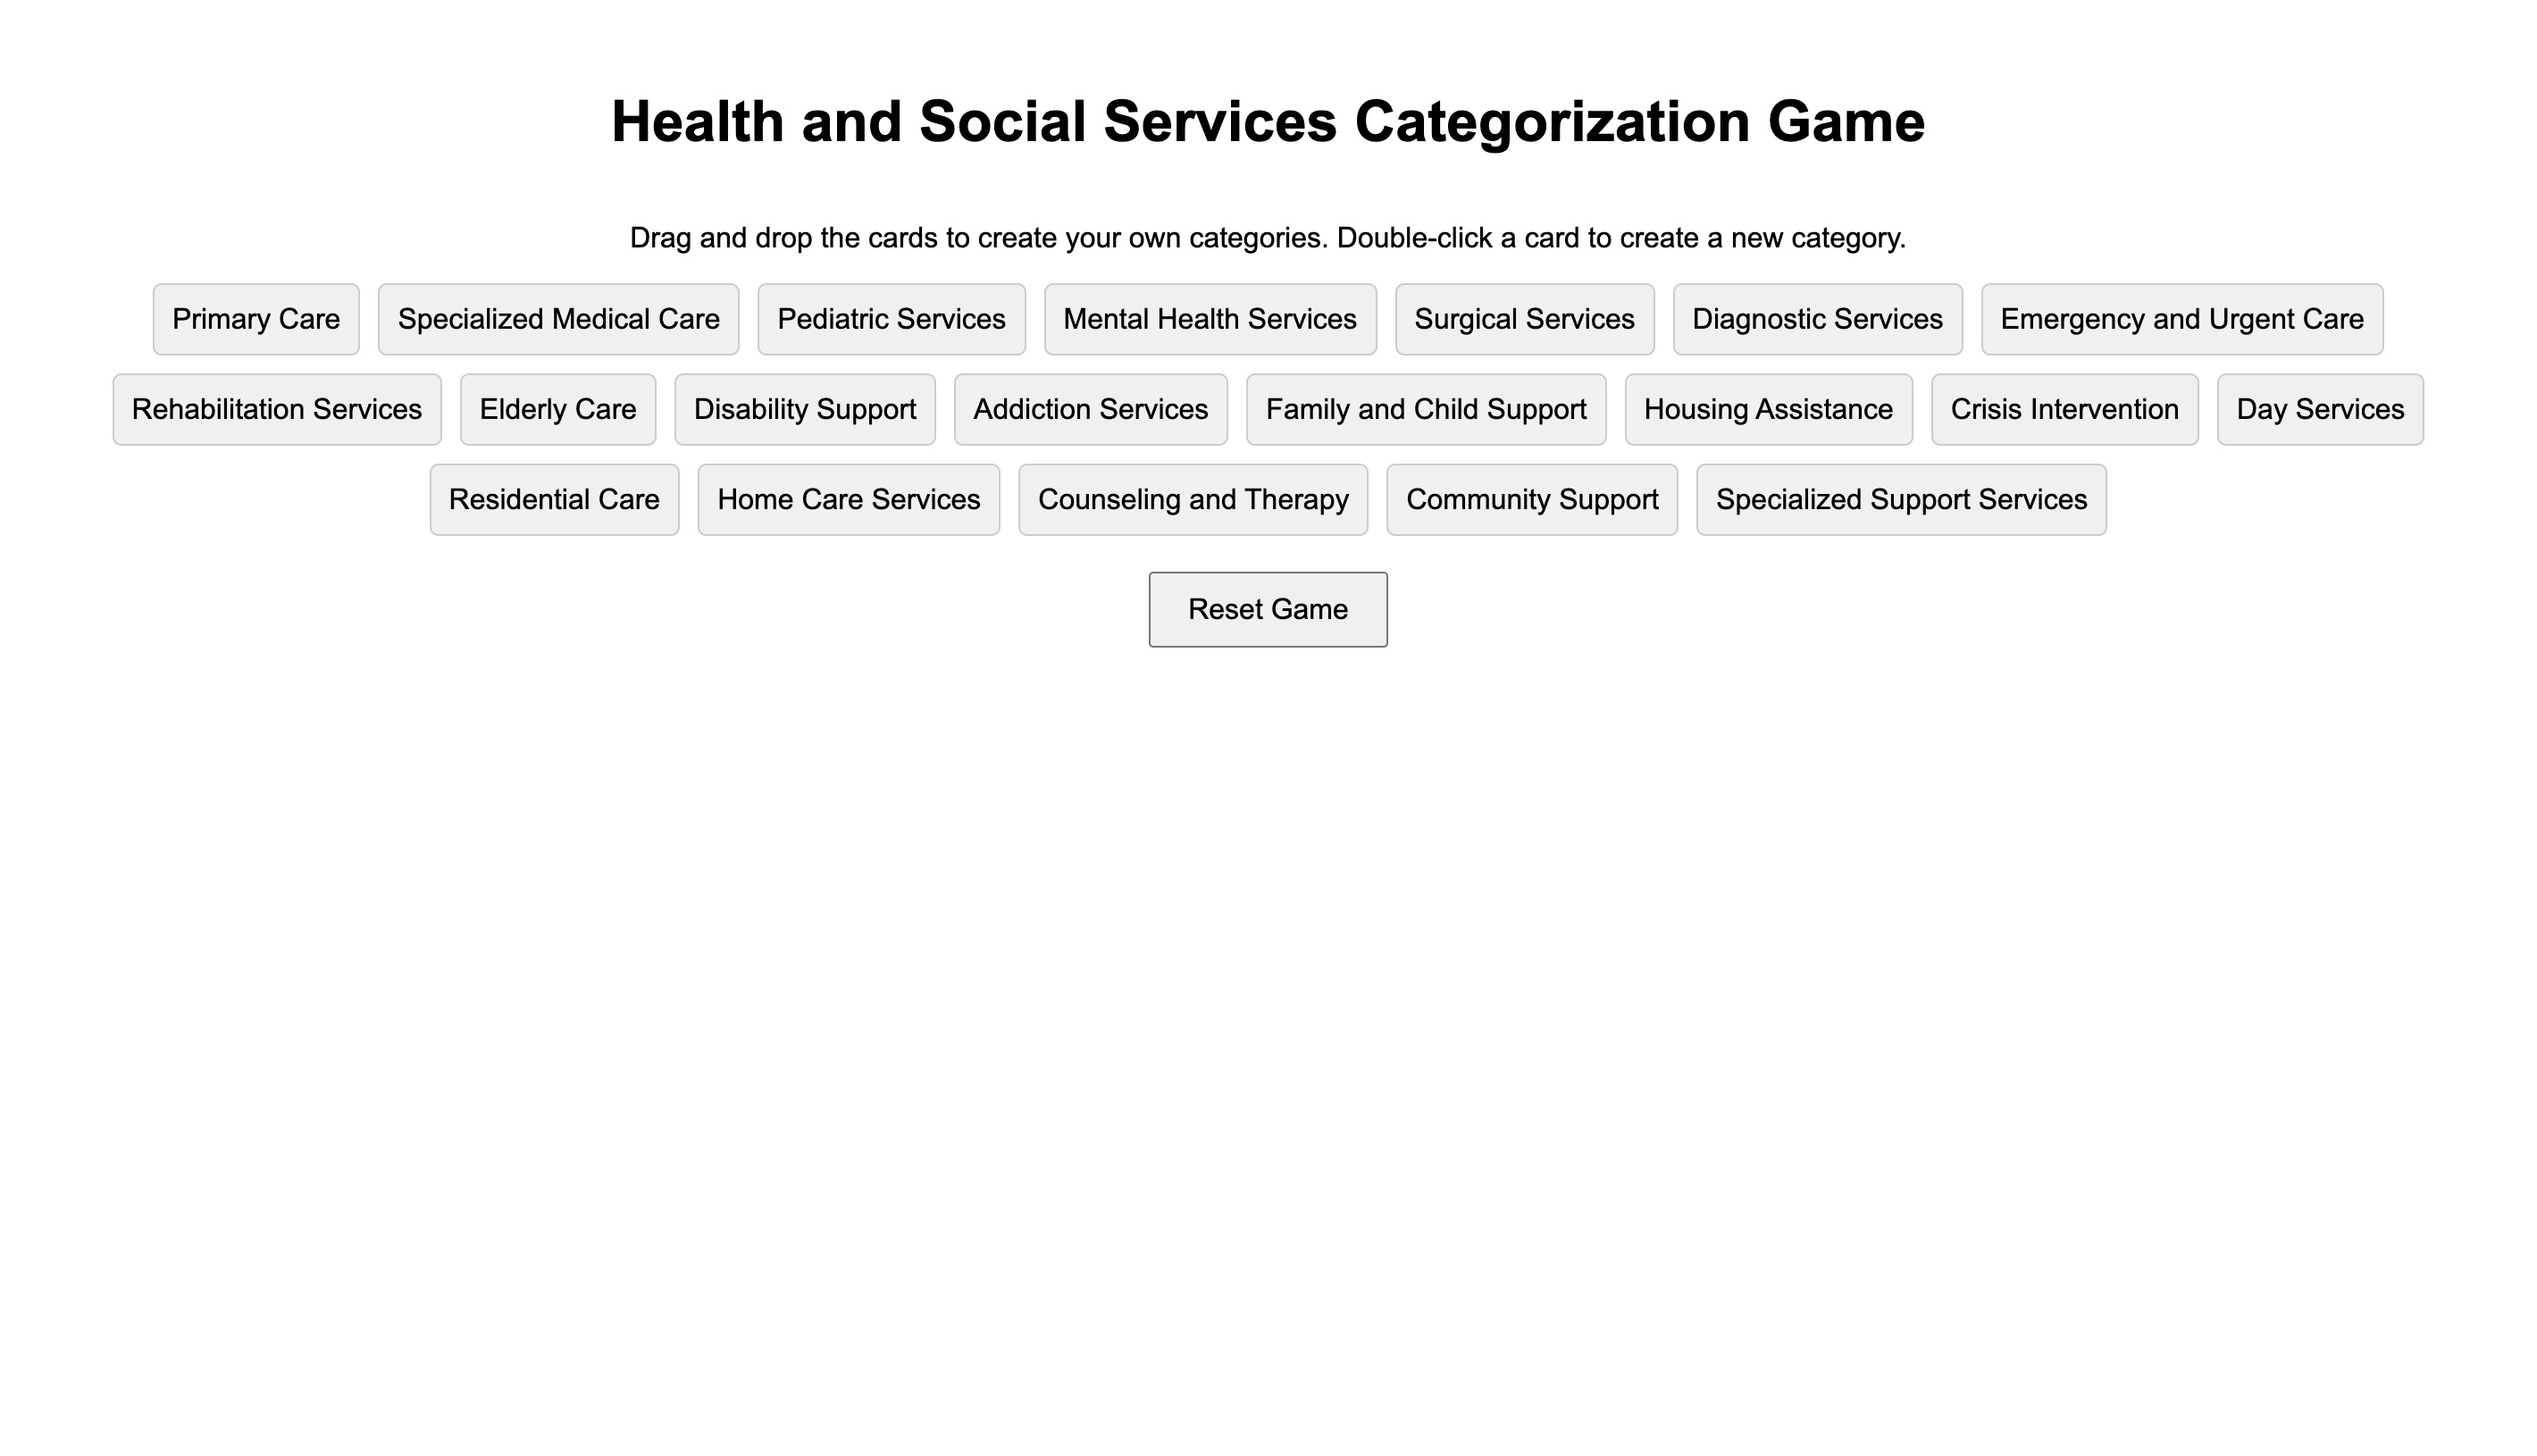 Health and Social Services Categorization Game
Drag and drop the cards to create your own categories. Double-click a card to create a new category.
Primary Care Specialized Medical Care Pediatric Services Mental Health Services Surgical Services Diagnostic Services Emergency and Urgent Care
Rehabilitation Services Elderly Care Disability Support Addiction Services Family and Child Support Housing Assistance Crisis Intervention Day Services
Residential Care Home Care Services Counseling and Therapy Community Support Specialized Support Services
Reset Game